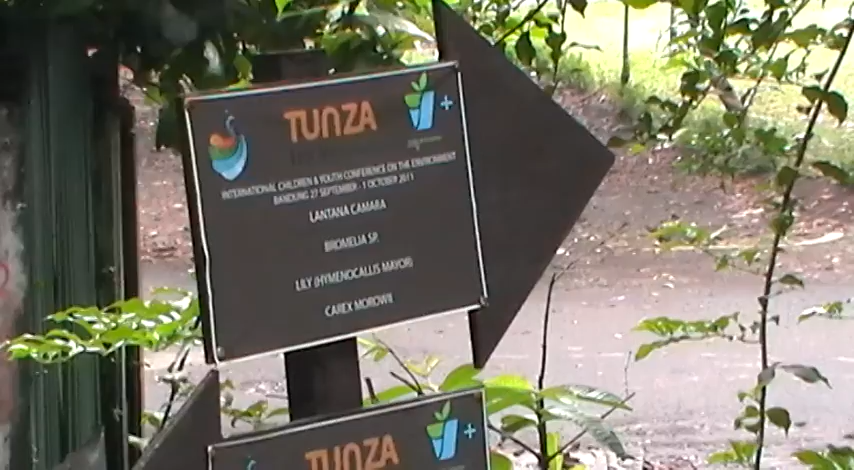 TUNZA
INTERNATIONAL CHILDREN & YOUTH CONFERENCE ON THE ENVIRONMENT
BANDUNG 27 SEPTEMBER - 1 OCTOBER 2011
LANTANA CAMARA
BROMELIA SP.
LILY (HYMENOCALLIS MAYOR)
CAREX MOROWII
TUNZA